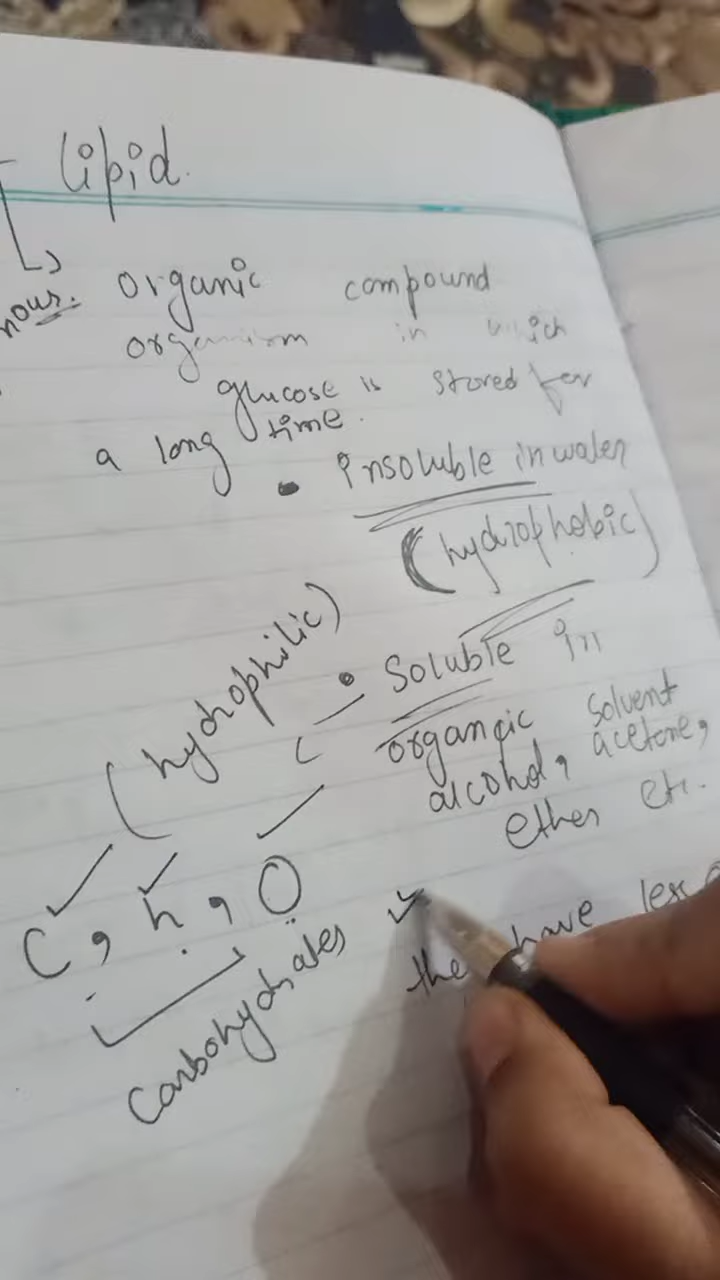 Lipid.
nous. organic compound
organism in which
glucose is stored for
a long time.
• insoluble in water
(hydrophobic)
(hydrophilic)
• Soluble in
organic solvent
alcohol, acetone,
ether etc.
C, h, O
they have less
Carbohydrates